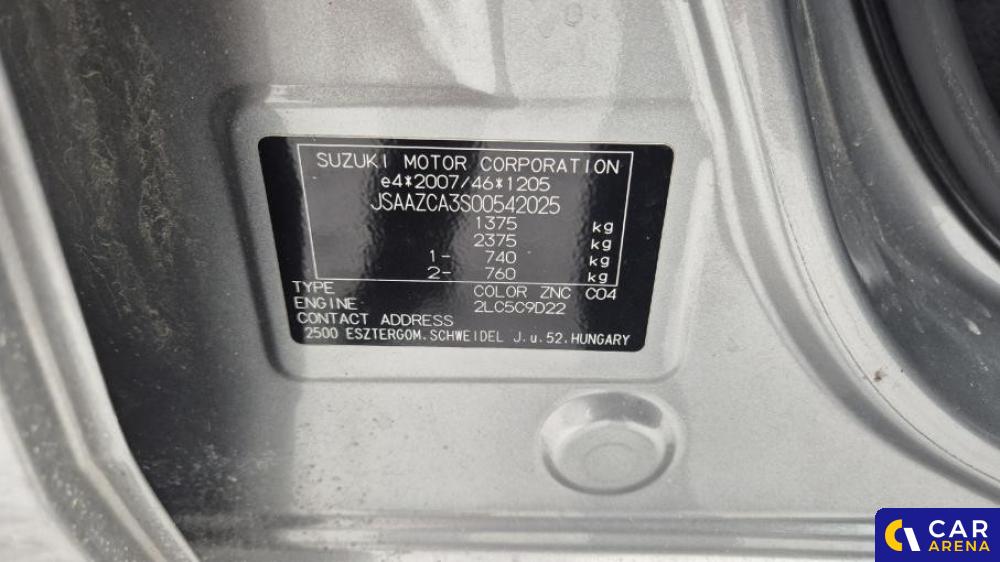 SUZUKI MOTOR CORPORATION
e4*2007/46*1205
JSAAZCA3S00542025
1375 kg
2375 kg
1- 740 kg
2- 760 kg
TYPE COLOR ZNC C04
ENGINE 2LC5C9D22
CONTACT ADDRESS
2500 ESZTERGOM.SCHWEIDEL J.u.52.HUNGARY
CAR
ARENA